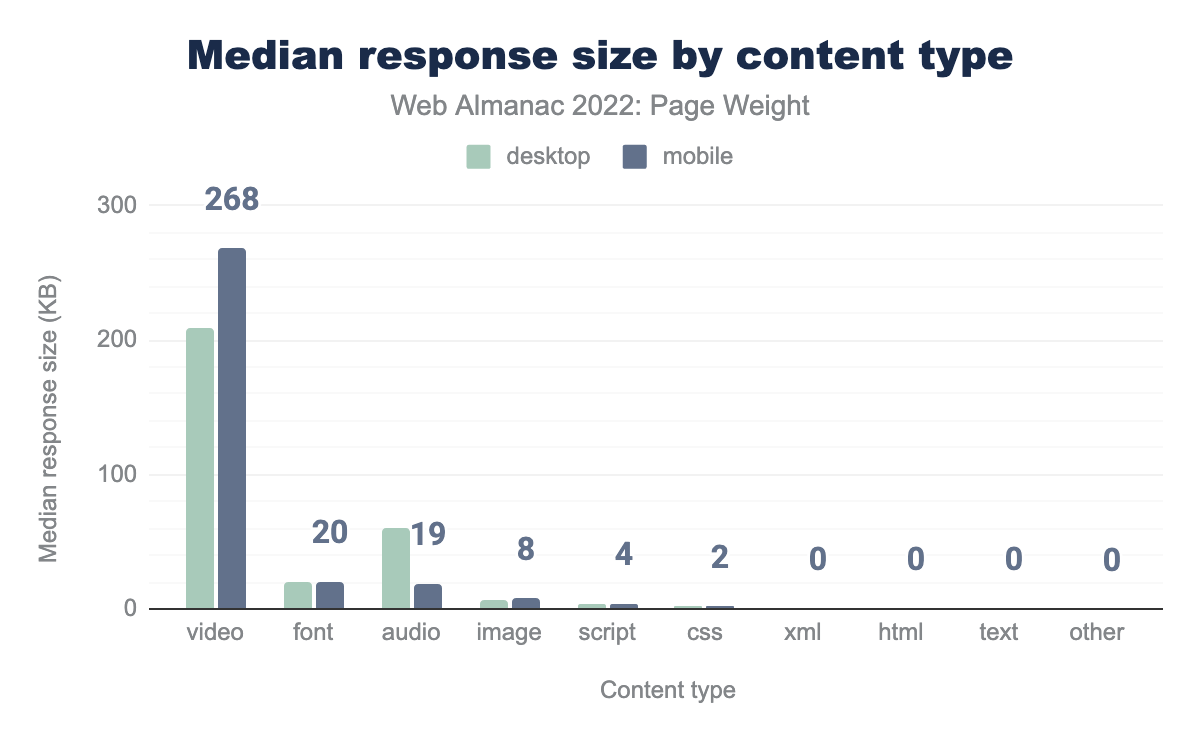 Median response size by content type
Web Almanac 2022: Page Weight
desktop mobile
Median response size (KB)
300
200
100
0
268
20
19
8
4
2
0
0
0
0
video font audio image script css xml html text other
Content type